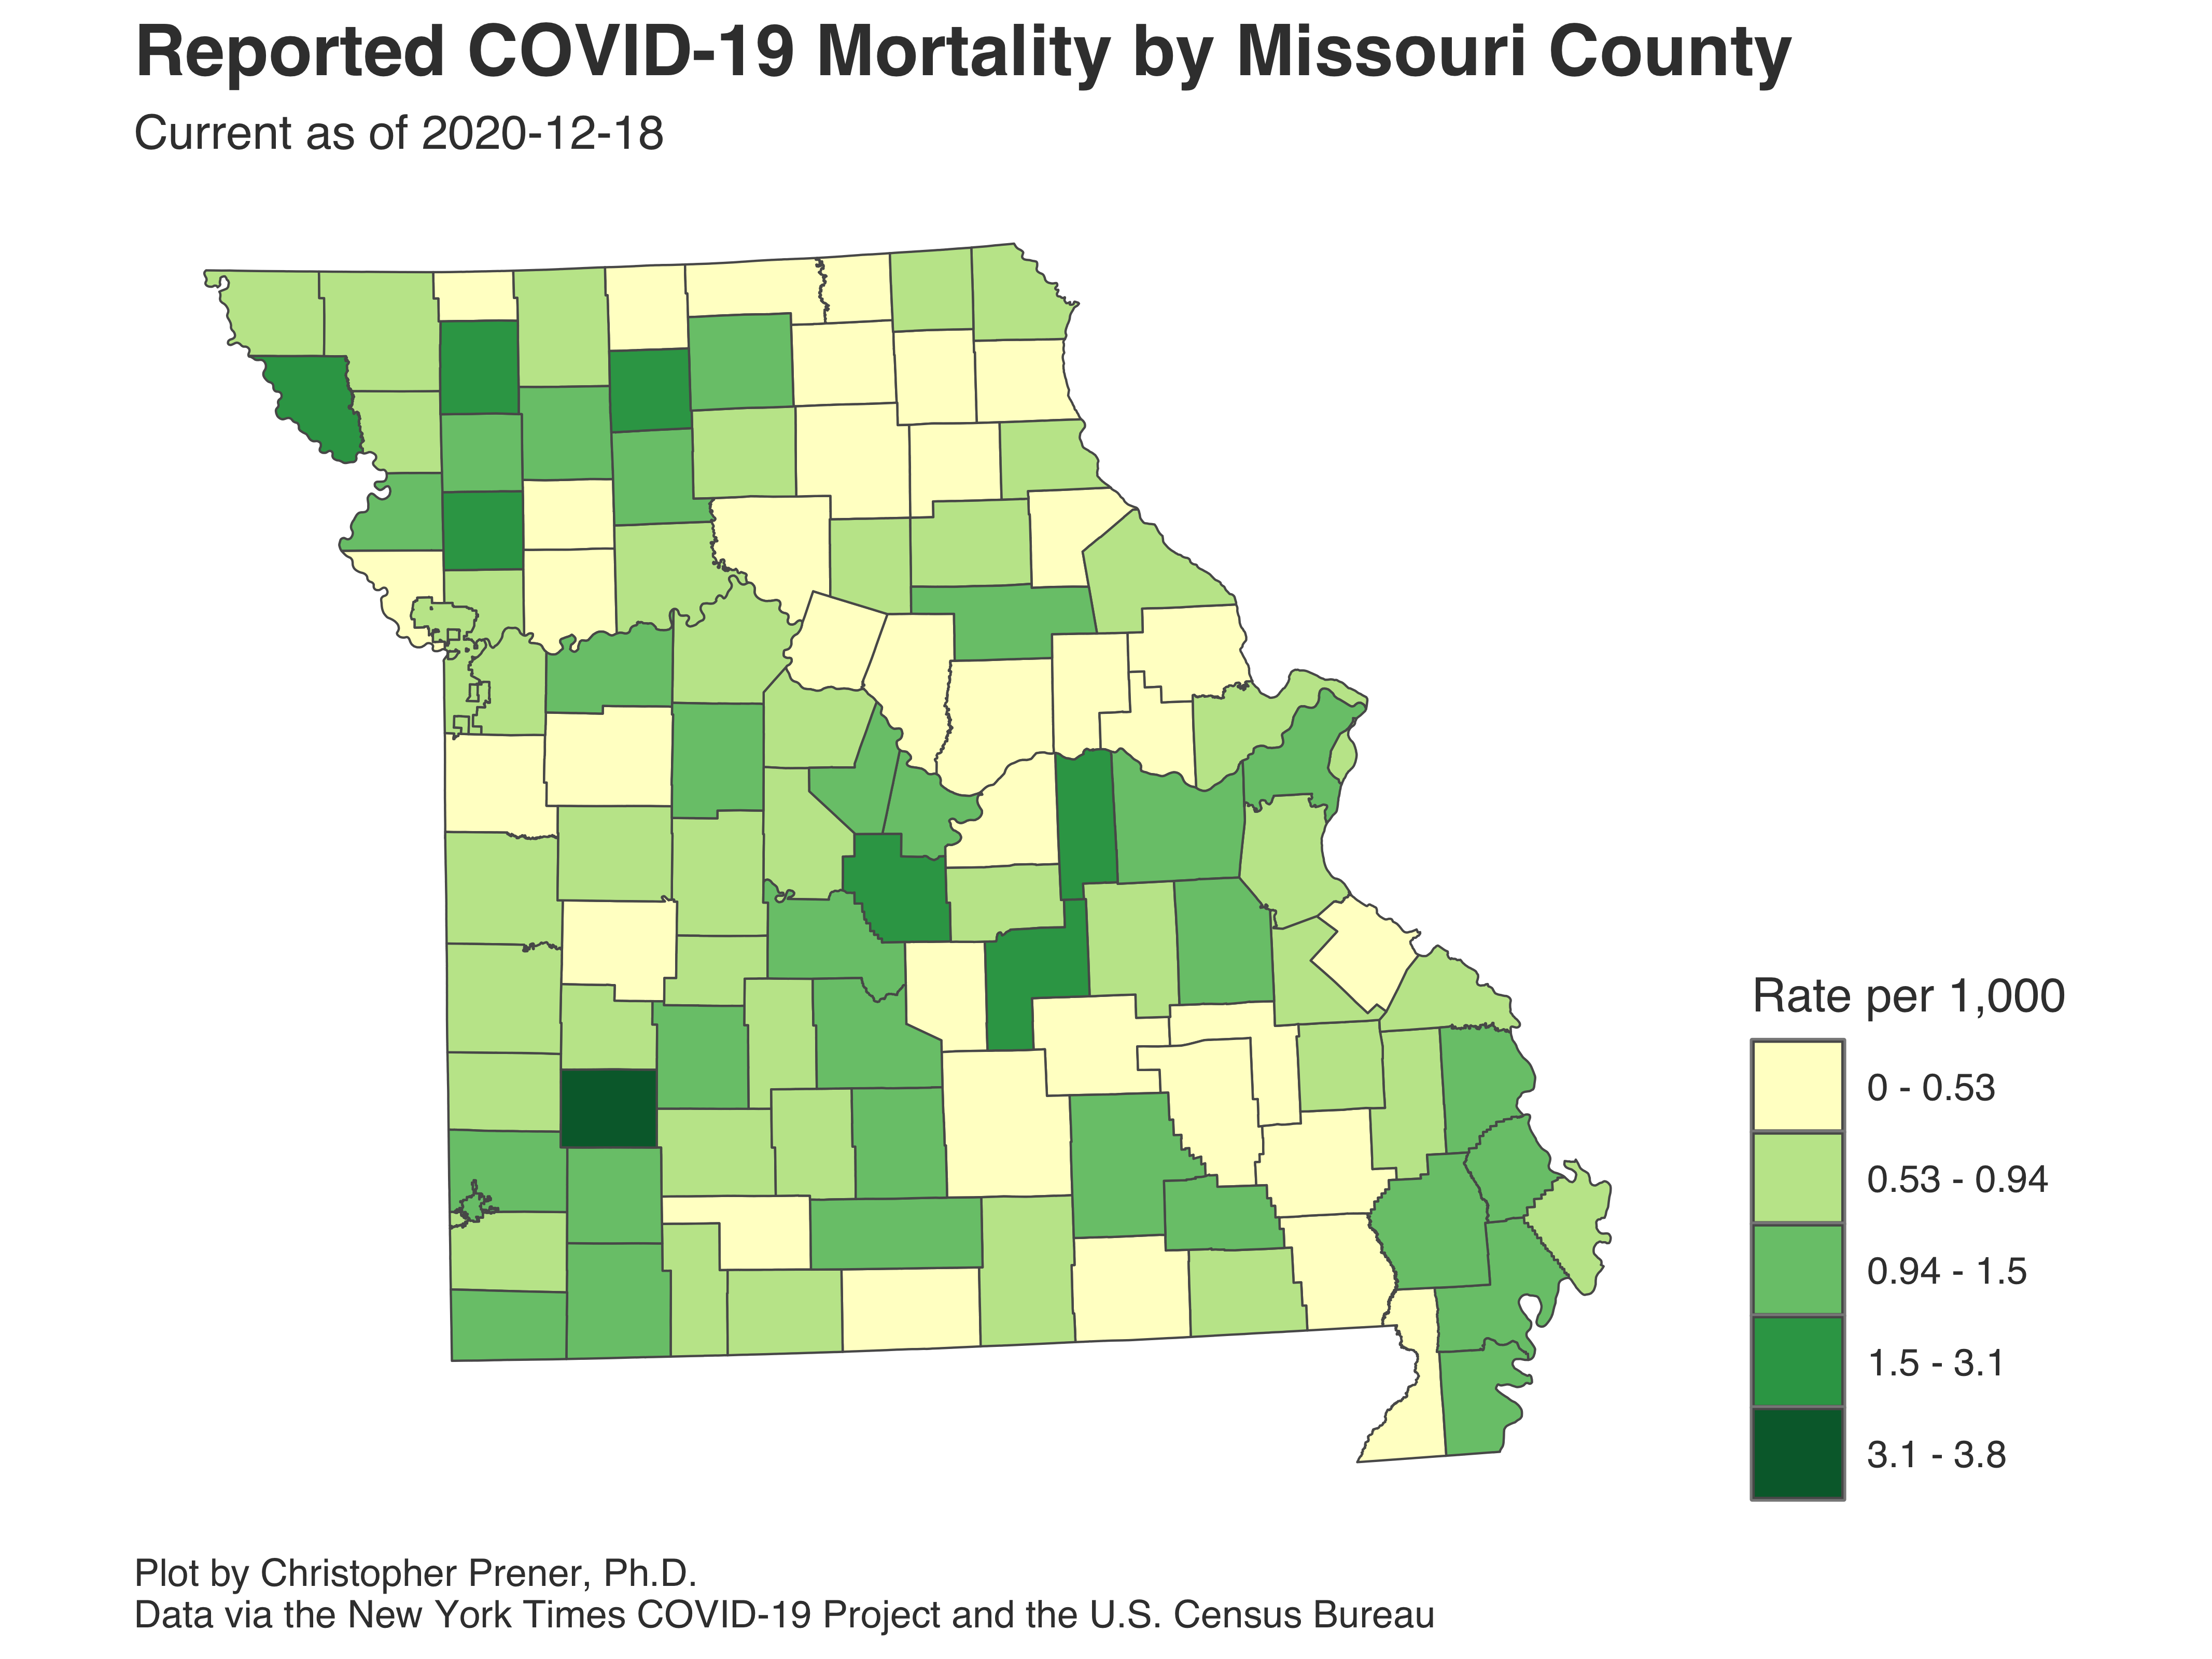 Reported COVID-19 Mortality by Missouri County
Current as of 2020-12-18
Rate per 1,000
0 - 0.53
0.53 - 0.94
0.94 - 1.5
1.5 - 3.1
3.1 - 3.8
Plot by Christopher Prener, Ph.D.
Data via the New York Times COVID-19 Project and the U.S. Census Bureau